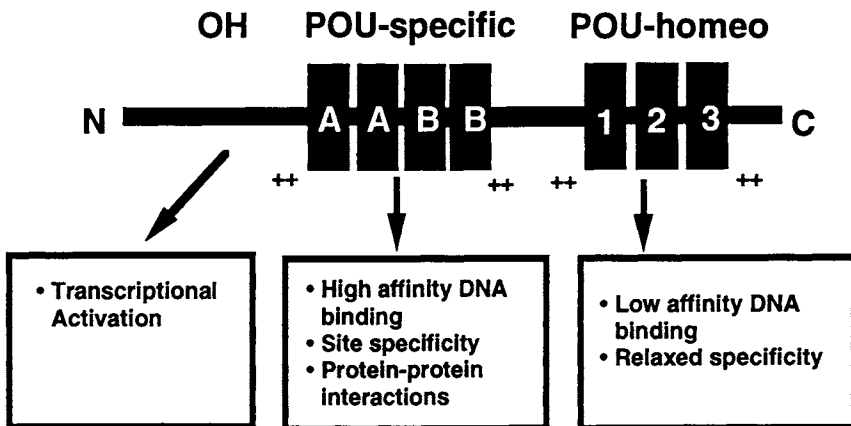 OH POU-specific POU-homeo
N A A B B 1 2 3 C
++ ++ ++ ++
• Transcriptional
Activation
• High affinity DNA
binding
• Site specificity
• Protein-protein
interactions
• Low affinity DNA
binding
• Relaxed specificity